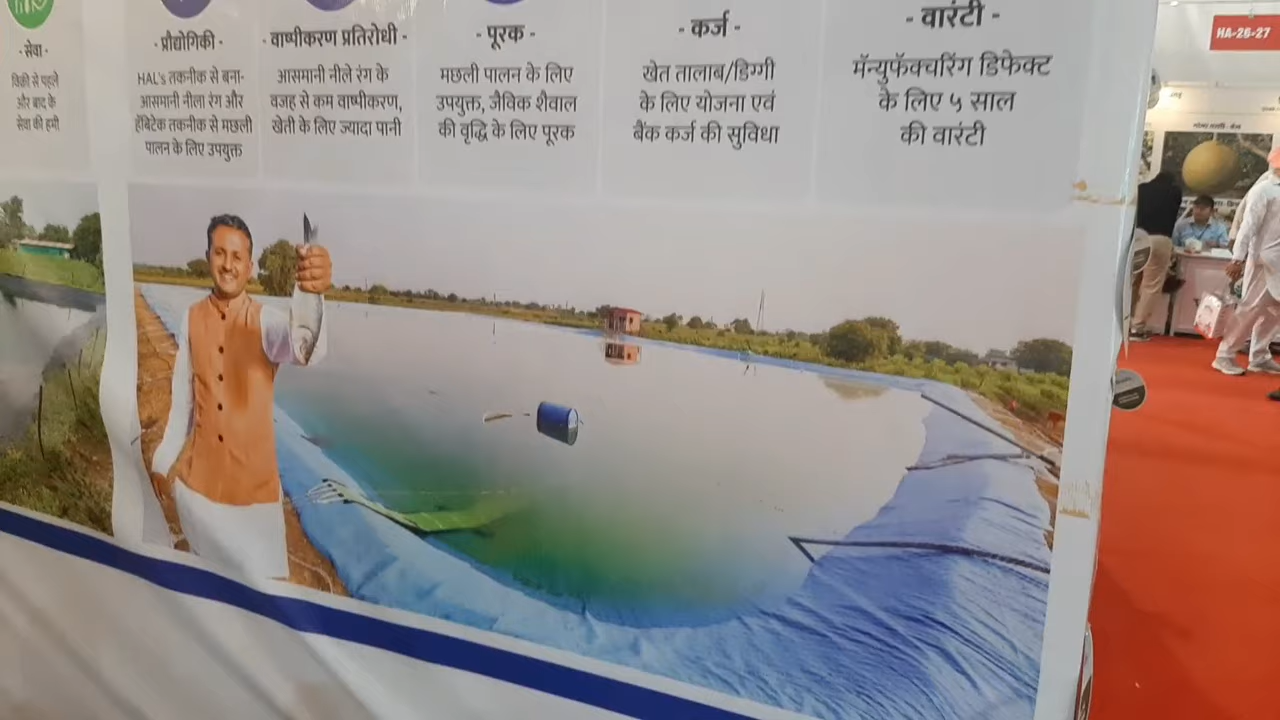 - सेवा -
बिक्री से पहले
और बाद के
सेवा की हमी
- प्रौद्योगिकी -
HAL's तकनीक से बना-
आसमानी नीला रंग और
हॅबिटेक तकनीक से मछली
पालन के लिए उपयुक्त
- वाष्पीकरण प्रतिरोधी -
आसमानी नीले रंग के
वजह से कम वाष्पीकरण,
खेती के लिए ज्यादा पानी
- पूरक -
मछली पालन के लिए
उपयुक्त, जैविक शैवाल
की वृद्धि के लिए पूरक
- कर्ज -
खेत तालाब/डिग्गी
के लिए योजना एवं
बैंक कर्ज की सुविधा
- वारंटी -
मॅन्युफॅक्चरिंग डिफेक्ट
के लिए ५ साल
की वारंटी
HA-26-27